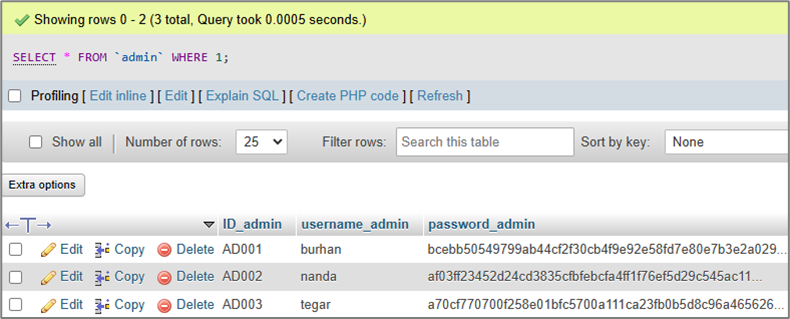 Showing rows 0 - 2 (3 total, Query took 0.0005 seconds.)
SELECT * FROM `admin` WHERE 1;
Profiling [ Edit inline ] [ Edit ] [ Explain SQL ] [ Create PHP code ] [ Refresh ]
Show all Number of rows: 25 Filter rows: Search this table Sort by key: None
Extra options
ID_admin username_admin password_admin
Edit Copy Delete AD001 burhan bcebb50549799ab44cf2f30cb4f9e92e58fd7e80e7b3e2a029...
Edit Copy Delete AD002 nanda af03ff23452d24cd3835cfbfebcfa4ff1f76ef5d29c545ac11...
Edit Copy Delete AD003 tegar a70cf770700f258e01bfc5700a111ca23fb0b5d8c96a465626...